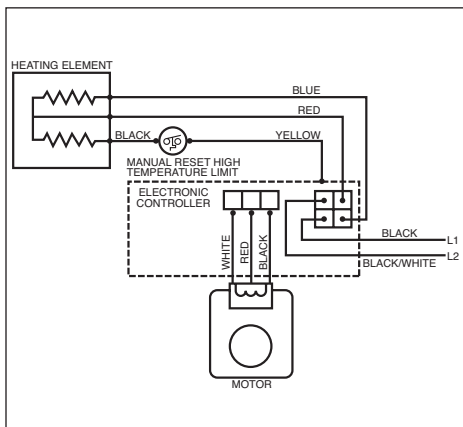 HEATING ELEMENT
BLUE
RED
BLACK
YELLOW
MANUAL RESET HIGH
TEMPERATURE LIMIT
ELECTRONIC
CONTROLLER
WHITE
RED
BLACK
BLACK
L1
BLACK/WHITE
L2
MOTOR